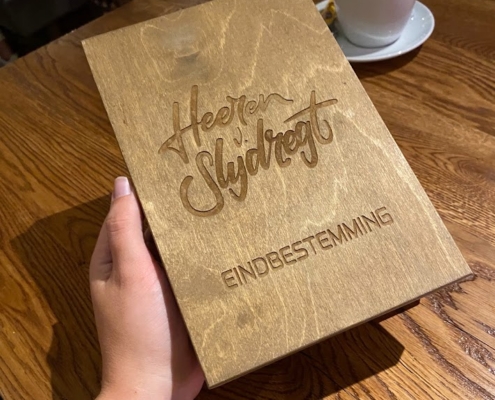 Heeren
v.
Slydregt
EINDBESTEMMING